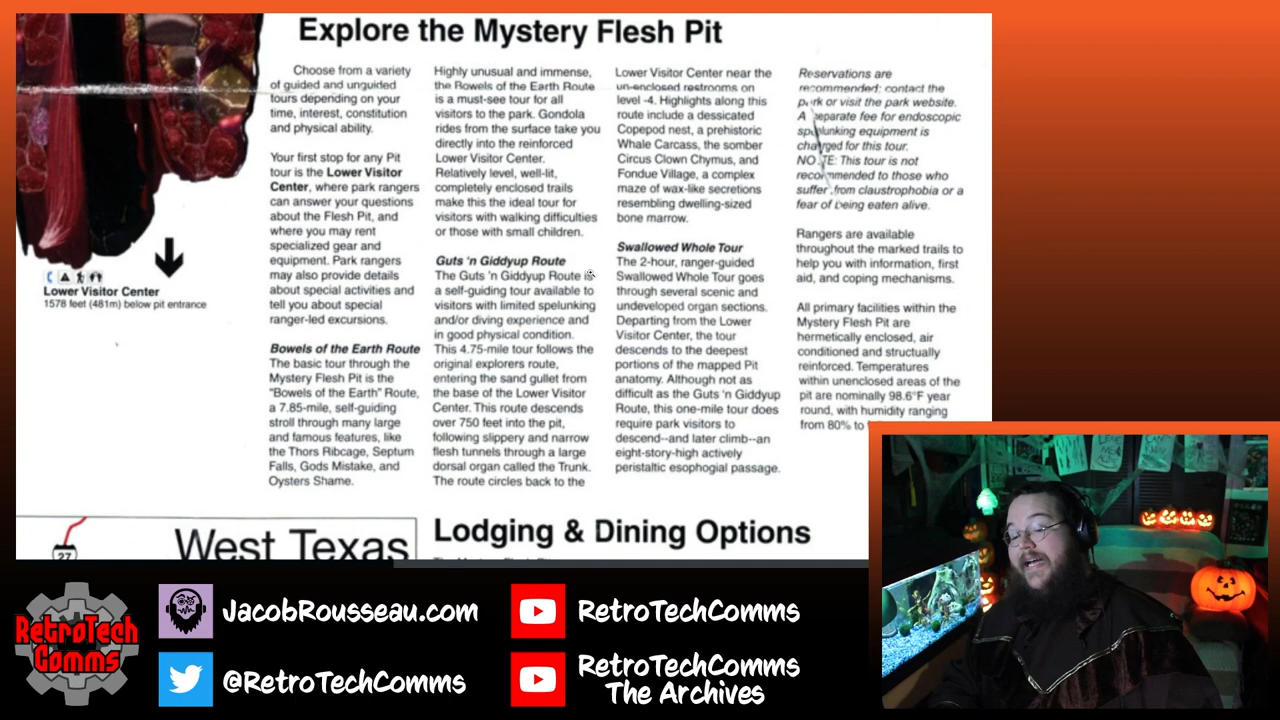 Explore the Mystery Flesh Pit
Choose from a variety
of guided and unguided
tours depending on your
time, interest, constitution
and physical ability.
Your first stop for any Pit
tour is the Lower Visitor
Center, where park rangers
can answer your questions
about the Flesh Pit, and
where you may rent
specialized gear and
equipment. Park rangers
may also provide details
about special activities and
tell you about special
ranger-led excursions.
Bowels of the Earth Route
The basic tour through the
Mystery Flesh Pit is the
"Bowels of the Earth" Route,
a 7.85-mile, self-guiding
stroll through many large
and famous features, like
the Thors Ribcage, Septum
Falls, Gods Mistake, and
Oysters Shame.
Highly unusual and immense,
the Bowels of the Earth Route
is a must-see tour for all
visitors to the park. Gondola
rides from the surface take you
directly into the reinforced
Lower Visitor Center.
Relatively level, well-lit,
completely enclosed trails
make this the ideal tour for
visitors with walking difficulties
or those with small children.
Guts 'n Giddyup Route
The Guts 'n Giddyup Route is
a self-guiding tour available to
visitors with limited spelunking
and/or diving experience and
in good physical condition.
This 4.75-mile tour follows the
original explorers route,
entering the sand gullet from
the base of the Lower Visitor
Center. This route descends
over 750 feet into the pit,
following slippery and narrow
flesh tunnels through a large
dorsal organ called the Trunk.
The route circles back to the
Lower Visitor Center near the
un-enclosed restrooms on
level -4. Highlights along this
route include a dessicated
Copepod nest, a prehistoric
Whale Carcass, the somber
Circus Clown Chymus, and
Fondue Village, a complex
maze of wax-like secretions
resembling dwelling-sized
bone marrow.
Swallowed Whole Tour
The 2-hour, ranger-guided
Swallowed Whole Tour goes
through several scenic and
undeveloped organ sections.
Departing from the Lower
Visitor Center, the tour
descends to the deepest
portions of the mapped Pit
anatomy. Although not as
difficult as the Guts 'n Giddyup
Route, this one-mile tour does
require park visitors to
descend--and later climb--an
eight-story-high actively
peristaltic esophogial passage.
Reservations are
recommended; contact the
park or visit the park website.
A separate fee for endoscopic
spelunking equipment is
charged for this tour.
NOTE: This tour is not
recommended to those who
suffer from claustrophobia or a
fear of being eaten alive.
Rangers are available
throughout the marked trails to
help you with information, first
aid, and coping mechanisms.
All primary facilities within the
Mystery Flesh Pit are
hermetically enclosed, air
conditioned and structually
reinforced. Temperatures
within unenclosed areas of the
pit are nominally 98.6°F year
round, with humidity ranging
from 80% to
Lower Visitor Center
1578 feet (481m) below pit entrance
27
West Texas
Lodging & Dining Options
RetroTech
Comms
JacobRousseau.com
@RetroTechComms
RetroTechComms
RetroTechComms
The Archives